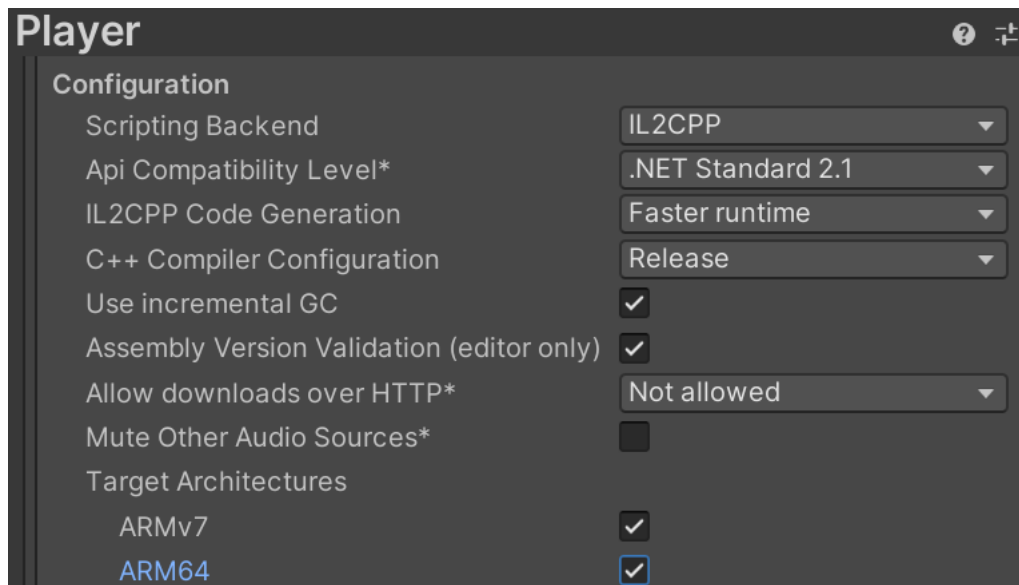 Player
Configuration
Scripting Backend IL2CPP
Api Compatibility Level* .NET Standard 2.1
IL2CPP Code Generation Faster runtime
C++ Compiler Configuration Release
Use incremental GC
Assembly Version Validation (editor only)
Allow downloads over HTTP* Not allowed
Mute Other Audio Sources*
Target Architectures
ARMv7
ARM64